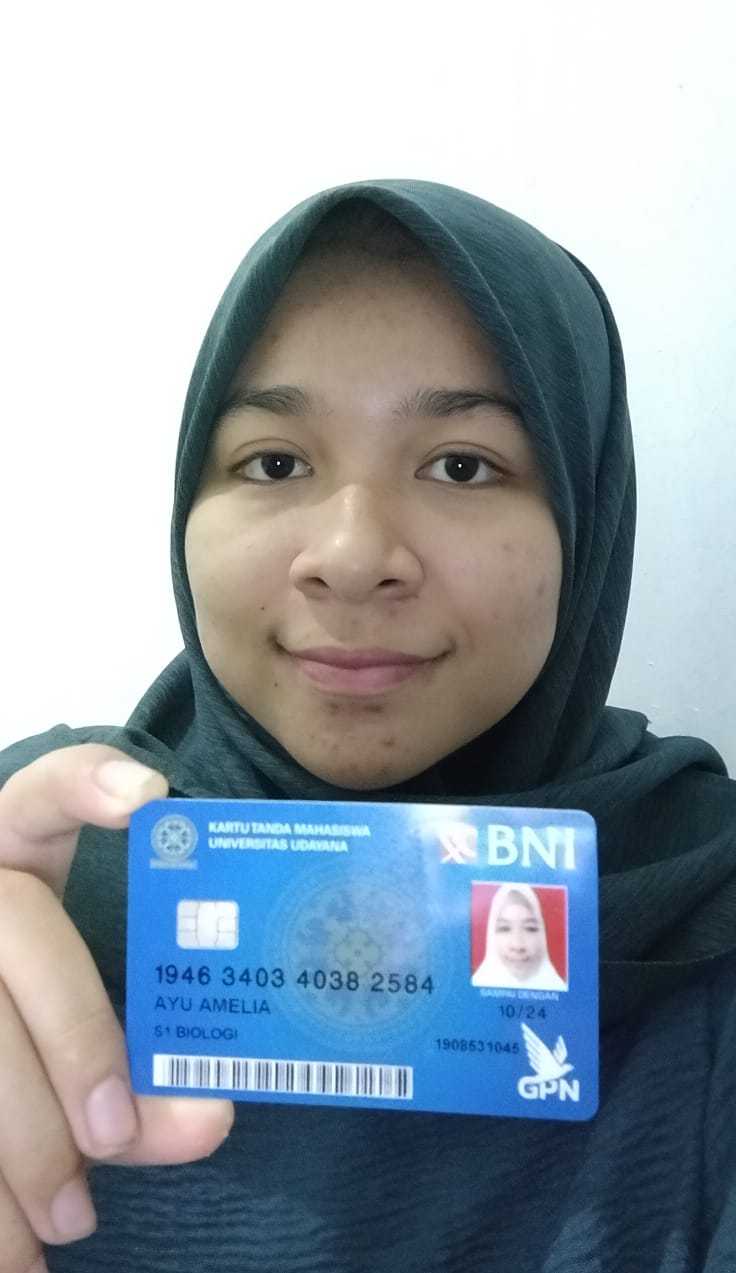 KARTU TANDA MAHASISWA
UNIVERSITAS UDAYANA
BNI
1946 3403 4038 2584
AYU AMELIA
S1 BIOLOGI
SAMPAI DENGAN
10/24
1908531045
GPN